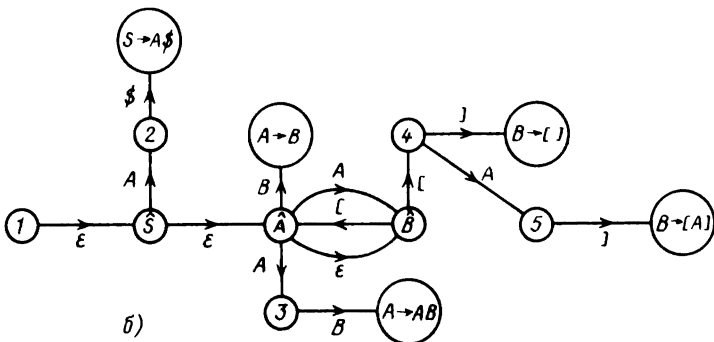 S→A$
$
2
A→B
4
]
B→[ ]
A
B
A
[
A
1
ε
Ŝ
ε
Â
[
B̂
5
]
B→[A]
A
ε
3
B
A→AB
б)